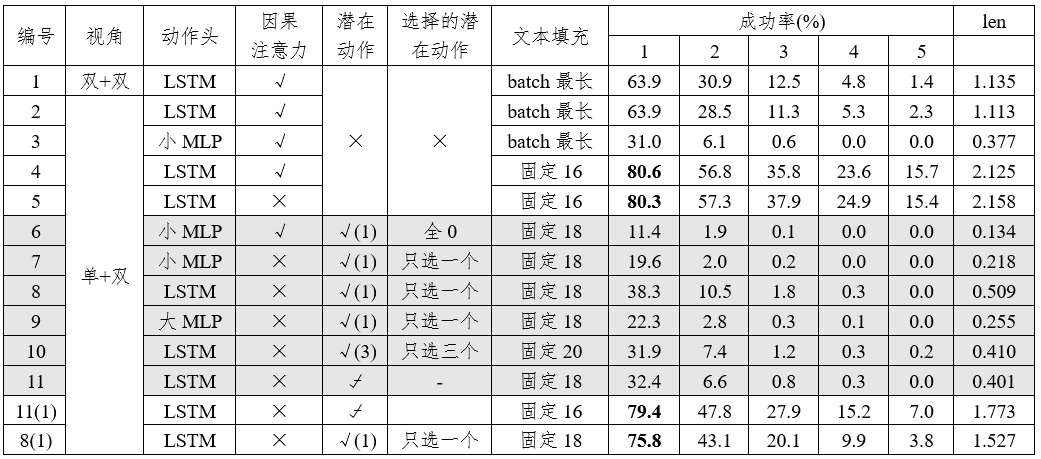 编号 视角 动作头 因果注意力 潜在动作 选择的潜在动作 文本填充 成功率(%) len
1 2 3 4 5
1 双+双 LSTM √ × × batch 最长 63.9 30.9 12.5 4.8 1.4 1.135
2 单+双 LSTM √ batch 最长 63.9 28.5 11.3 5.3 2.3 1.113
3 小 MLP √ batch 最长 31.0 6.1 0.6 0.0 0.0 0.377
4 LSTM √ 固定 16 80.6 56.8 35.8 23.6 15.7 2.125
5 LSTM × 固定 16 80.3 57.3 37.9 24.9 15.4 2.158
6 小 MLP √ √(1) 全 0 固定 18 11.4 1.9 0.1 0.0 0.0 0.134
7 小 MLP × √(1) 只选一个 固定 18 19.6 2.0 0.2 0.0 0.0 0.218
8 LSTM × √(1) 只选一个 固定 18 38.3 10.5 1.8 0.3 0.0 0.509
9 大 MLP × √(1) 只选一个 固定 18 22.3 2.8 0.3 0.1 0.0 0.255
10 LSTM × √(3) 只选三个 固定 20 31.9 7.4 1.2 0.3 0.2 0.410
11 LSTM × √̸ - 固定 18 32.4 6.6 0.8 0.3 0.0 0.401
11(1) LSTM × √̸ 固定 16 79.4 47.8 27.9 15.2 7.0 1.773
8(1) LSTM × √(1) 只选一个 固定 18 75.8 43.1 20.1 9.9 3.8 1.527